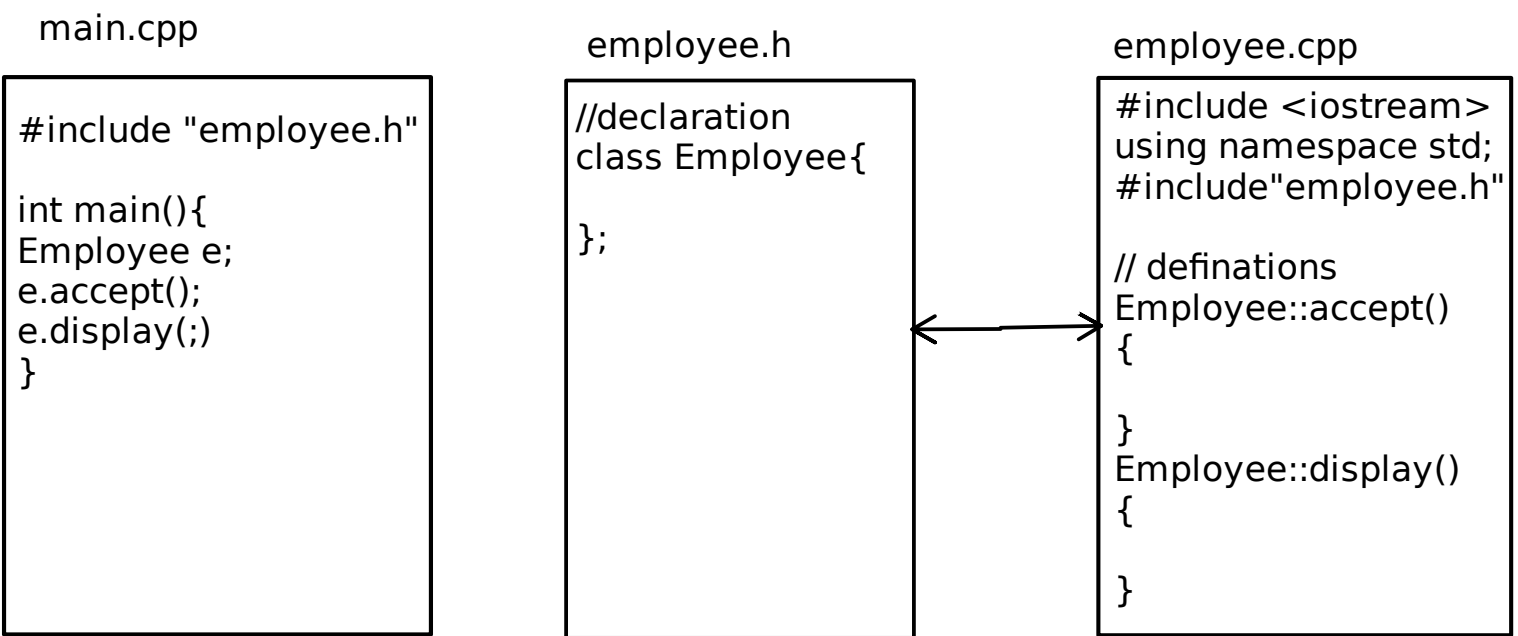 main.cpp
#include "employee.h"
int main(){
Employee e;
e.accept();
e.display(;)
}
employee.h
//declaration
class Employee{
};
employee.cpp
#include <iostream>
using namespace std;
#include"employee.h"
// definations
Employee::accept()
{
}
Employee::display()
{
}